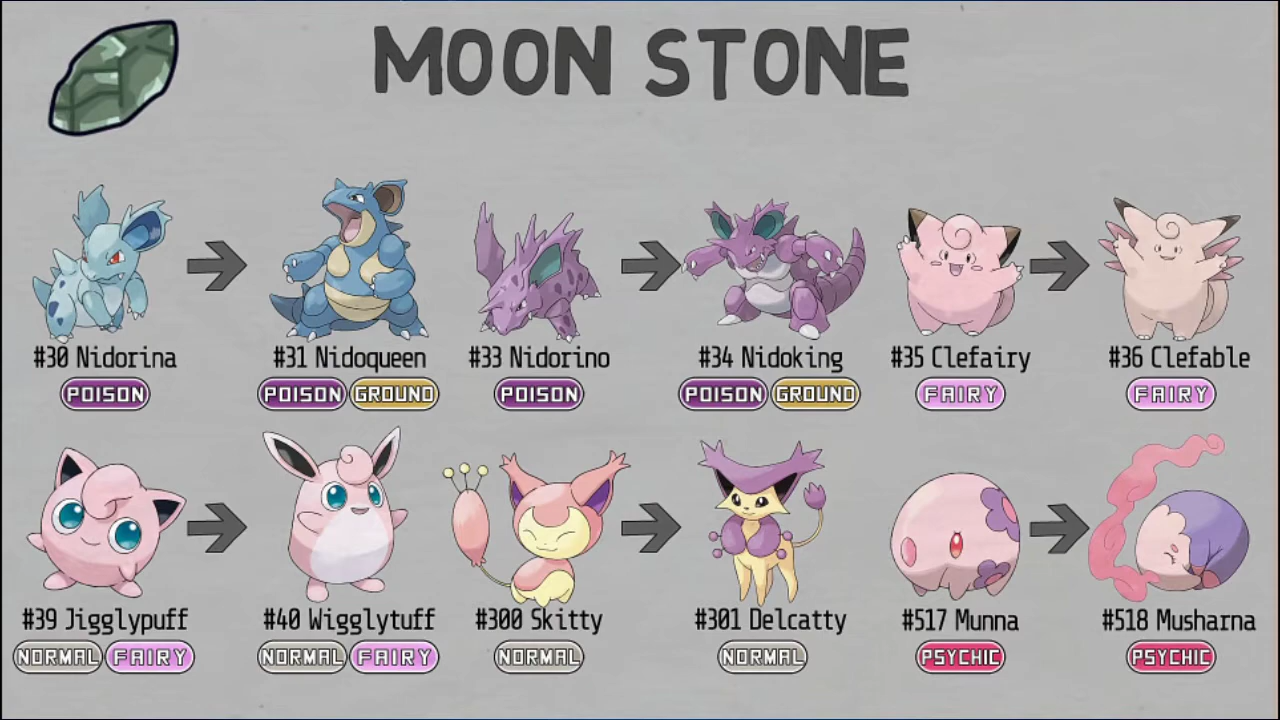 MOON STONE
#30 Nidorina
#31 Nidoqueen
#33 Nidorino
#34 Nidoking
#35 Clefairy
#36 Clefable
POISON
POISON GROUND
POISON
POISON GROUND
FAIRY
FAIRY
#39 Jigglypuff
#40 Wigglytuff
#300 Skitty
#301 Delcatty
#517 Munna
#518 Musharna
NORMAL FAIRY
NORMAL FAIRY
NORMAL
NORMAL
PSYCHIC
PSYCHIC